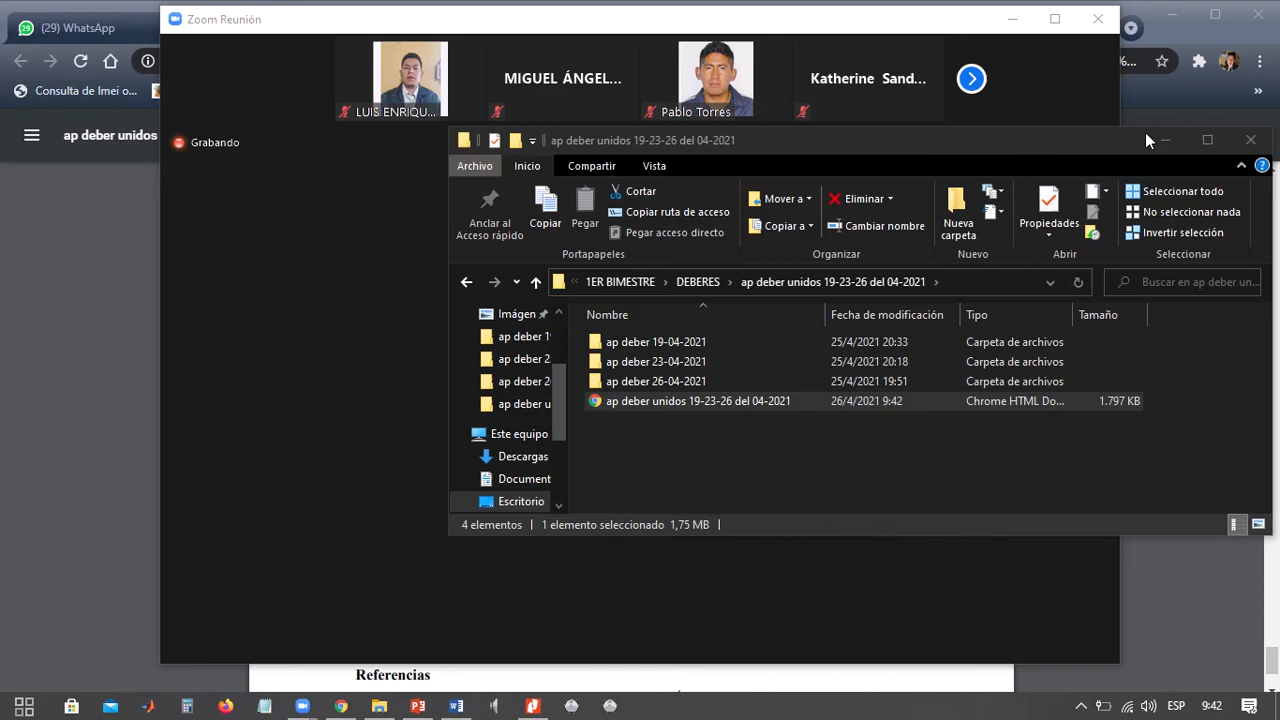 (29) WhatsApp
Zoom Reunión
Consulta de Imei o ...
%...
»
ap deber unidos
LUIS ENRIQU...
MIGUEL ÁNGEL...
Pablo Torres
Katherine Sand...
Grabando
ap deber unidos 19-23-26 del 04-2021
Archivo
Inicio
Compartir
Vista
Anclar al
Acceso rápido
Copiar
Pegar
Cortar
Copiar ruta de acceso
Pegar acceso directo
Portapapeles
Mover a
Copiar a
Eliminar
Cambiar nombre
Organizar
Nueva
carpeta
Nuevo
Propiedades
Abrir
Seleccionar todo
No seleccionar nada
Invertir selección
Seleccionar
« 1ER BIMESTRE › DEBERES › ap deber unidos 19-23-26 del 04-2021 ›
Buscar en ap deber un...
Imágen
ap deber 1
ap deber 2
ap deber 2
ap deber u
Este equipo
Descargas
Document
Escritorio
Nombre Fecha de modificación Tipo Tamaño
ap deber 19-04-2021 25/4/2021 20:33 Carpeta de archivos
ap deber 23-04-2021 25/4/2021 20:18 Carpeta de archivos
ap deber 26-04-2021 25/4/2021 19:51 Carpeta de archivos
ap deber unidos 19-23-26 del 04-2021 26/4/2021 9:42 Chrome HTML Do... 1.797 KB
4 elementos 1 elemento seleccionado 1,75 MB
Referencias
ESP 9:42